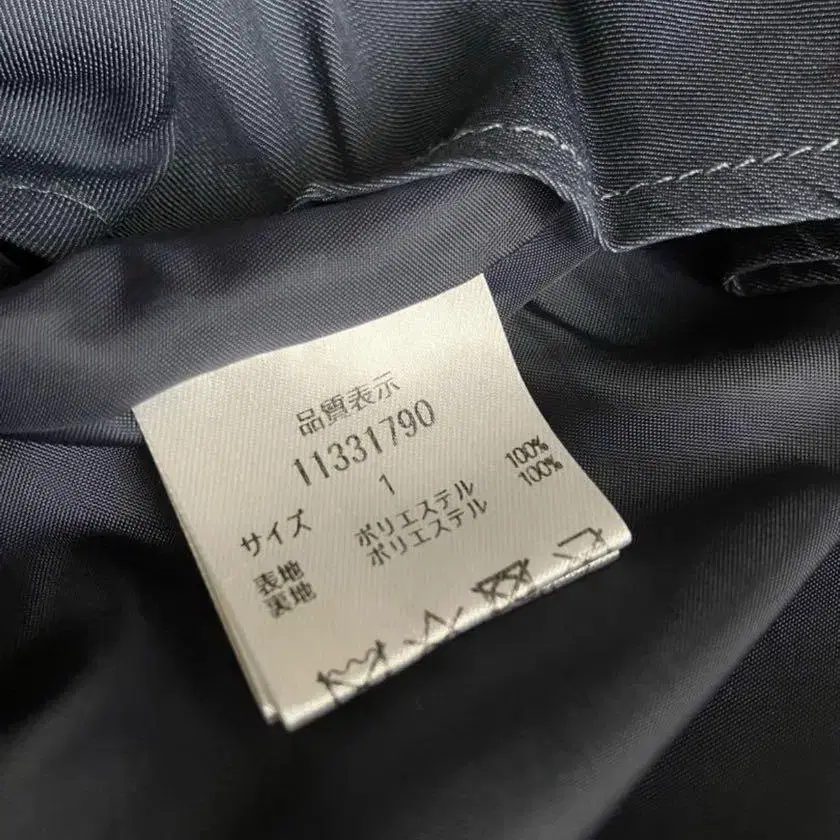 品質表示
11331790
サイズ 1
表地 ポリエステル 100%
裏地 ポリエステル 100%